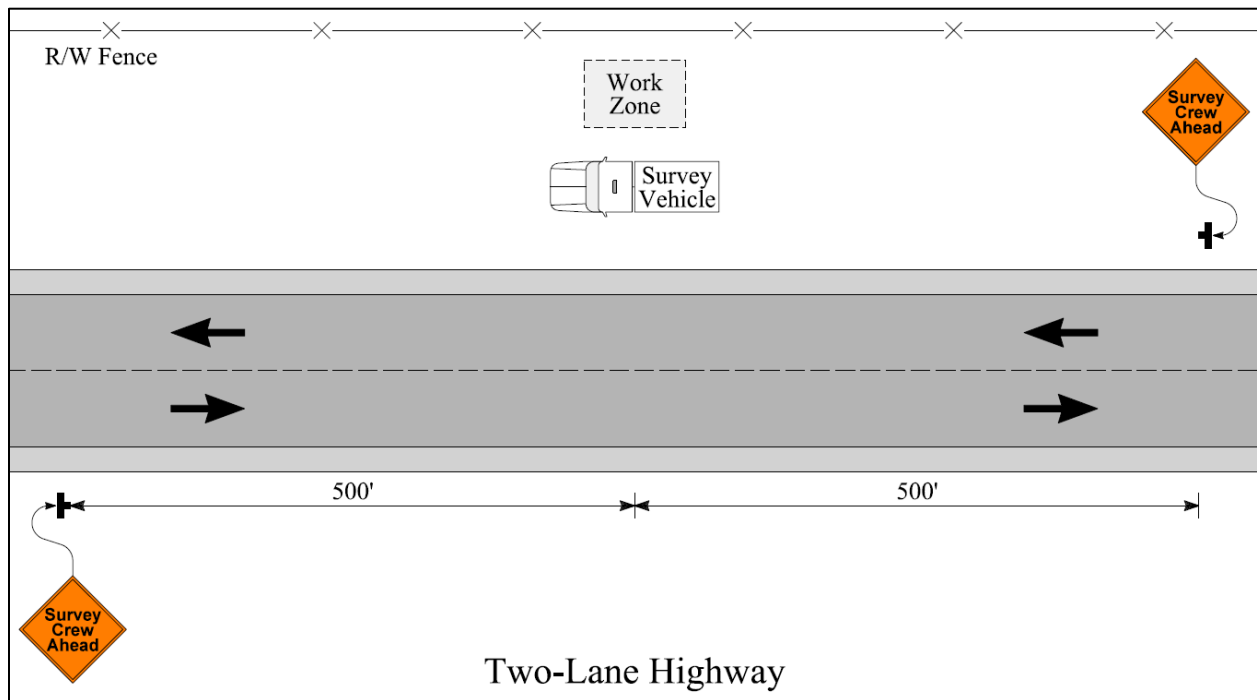 R/W Fence
Work
Zone
Survey
Crew
Ahead
Survey
Vehicle
500'
500'
Survey
Crew
Ahead
Two-Lane Highway